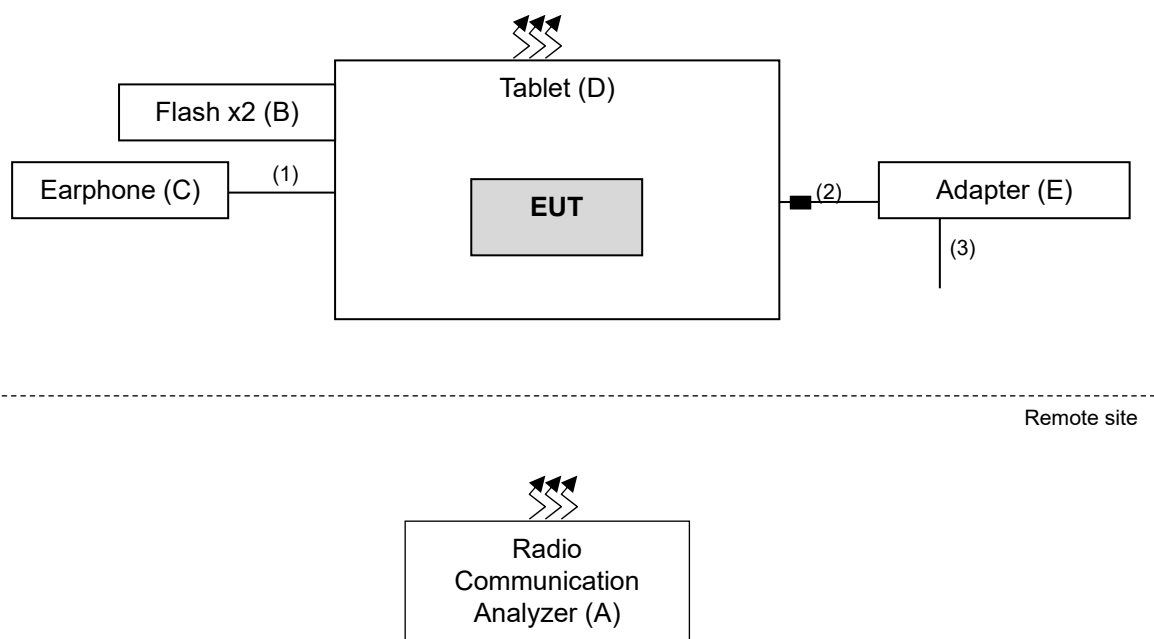 Tablet (D)
Flash x2 (B)
Earphone (C)
(1)
EUT
(2)
Adapter (E)
(3)
Remote site
Radio
Communication
Analyzer (A)